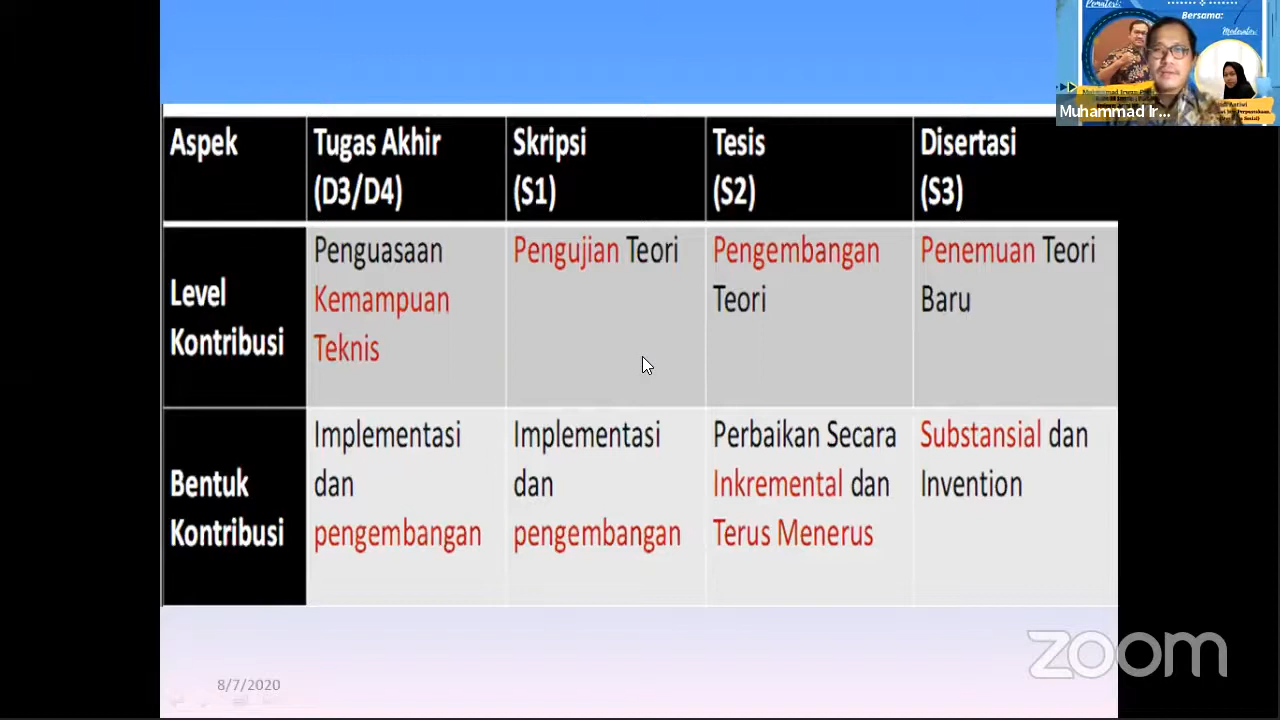 Pemateri:
Bersama:
Moderator:
Muhammad Ir...
Aspek
Tugas Akhir
(D3/D4)
Skripsi
(S1)
Tesis
(S2)
Disertasi
(S3)
Level
Kontribusi
Penguasaan
Kemampuan
Teknis
Pengujian Teori
Pengembangan
Teori
Penemuan Teori
Baru
Bentuk
Kontribusi
Implementasi
dan
pengembangan
Implementasi
dan
pengembangan
Perbaikan Secara
Inkremental dan
Terus Menerus
Substansial dan
Invention
8/7/2020
zoom